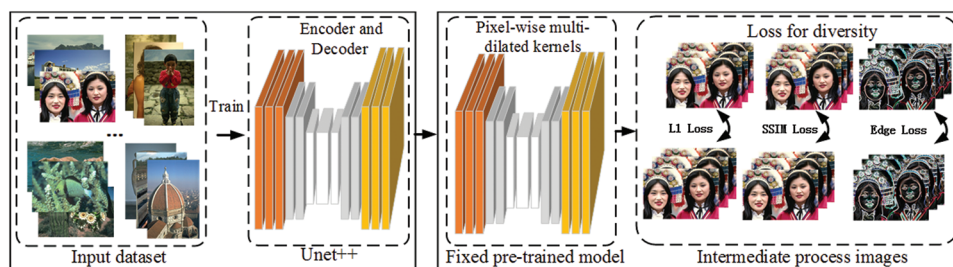 Input dataset
...
Train
Encoder and
Decoder
Unet++
Pixel-wise multi-
dilated kernels
Fixed pre-trained model
Loss for diversity
L1 Loss
SSIM Loss
Edge Loss
Intermediate process images